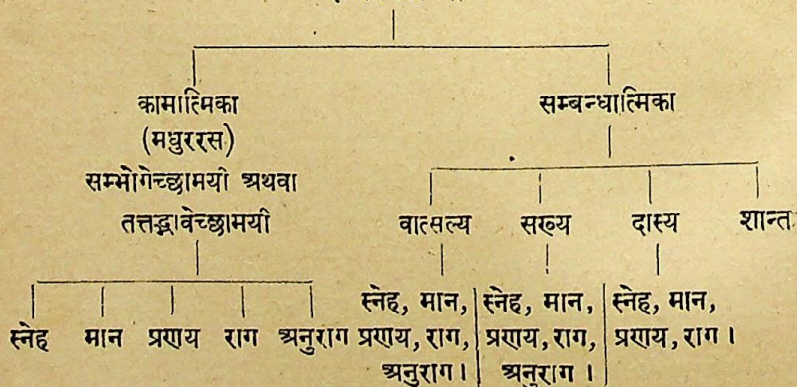 कामात्मिका
(मधुररस)
सम्भोगेच्छामयी अथवा
तत्तद्भावेच्छामयी
सम्बन्धात्मिका
वात्सल्य सख्य दास्य शान्त
स्नेह मान प्रणय राग अनुराग
स्नेह, मान,
प्रणय, राग,
अनुराग।
स्नेह, मान,
प्रणय, राग,
अनुराग।
स्नेह, मान,
प्रणय, राग।